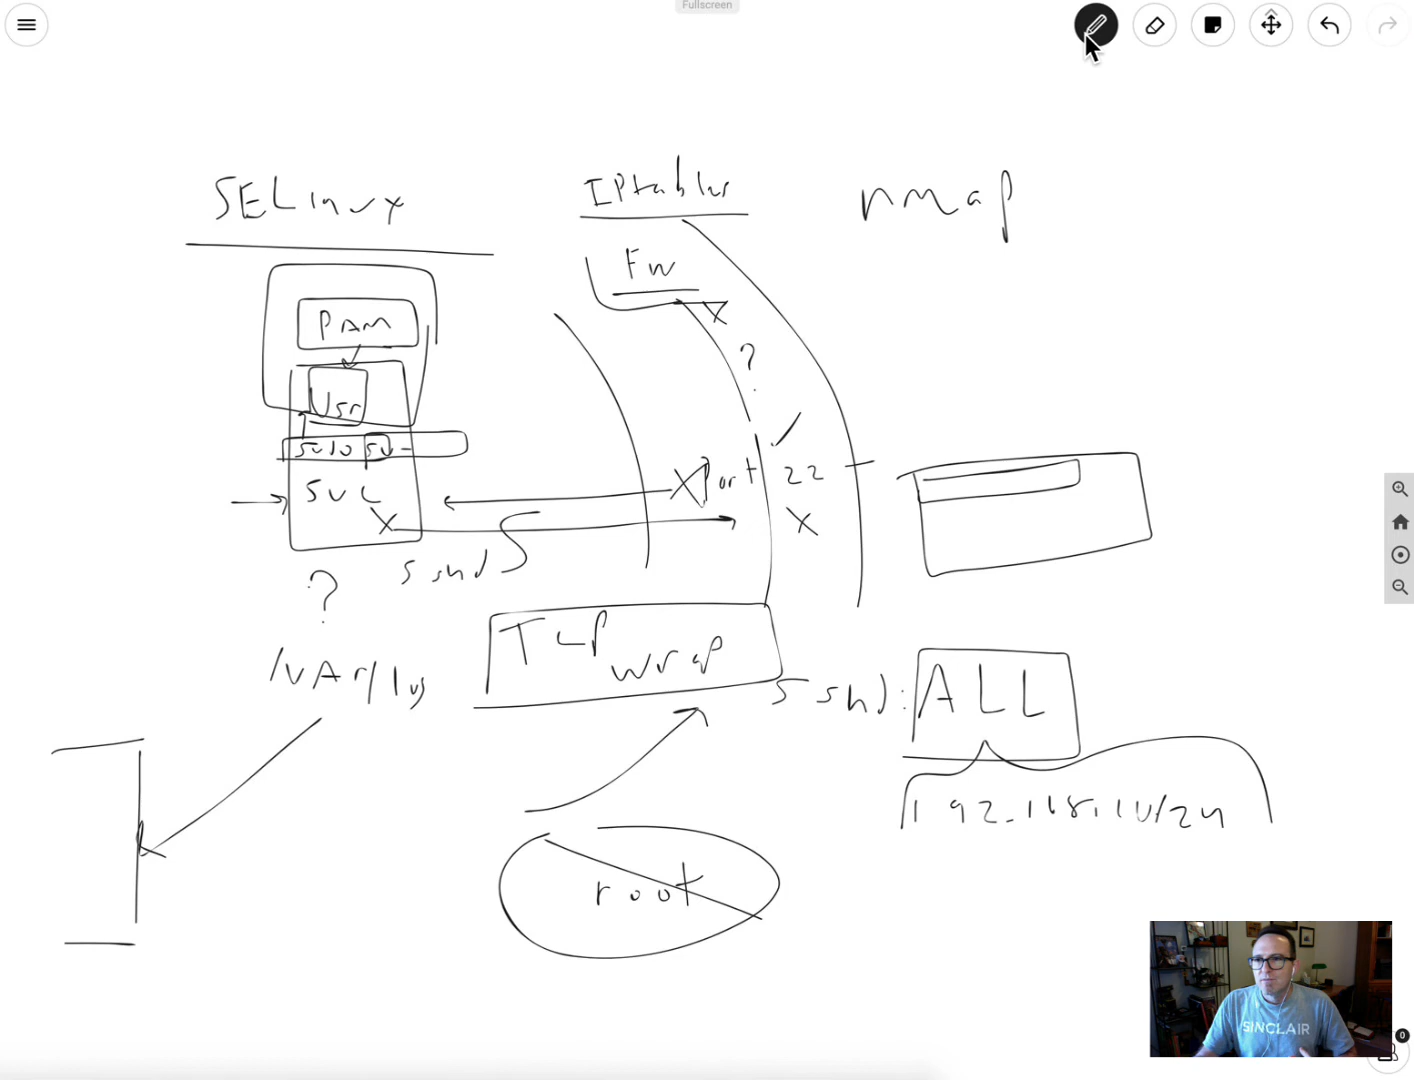 Fullscreen
SELinux
IPtables
nmap
FW
PAM
X
?
Usr
sudo su -
SVC
X
X Port 22
X
sshd
?
TCP
wrap
/VAr/log
sshd: ALL
192.168.10/24
root
SINCLAIR
0